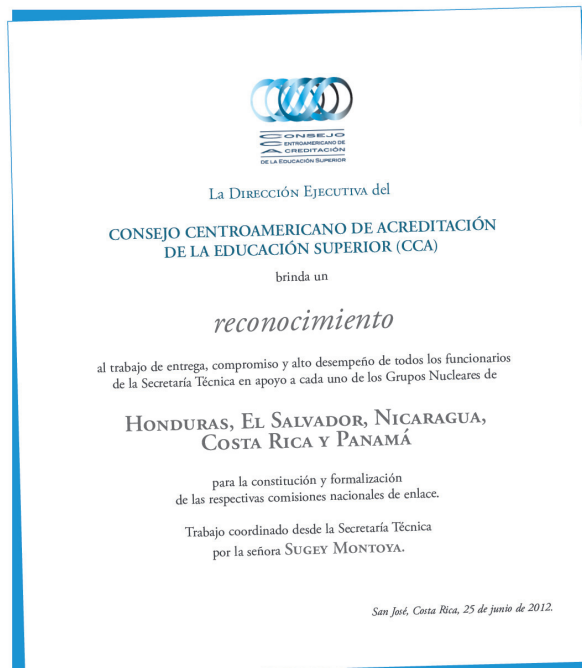 CONSEJO
CENTROAMERICANO DE
ACREDITACIÓN
DE LA EDUCACIÓN SUPERIOR
La Dirección Ejecutiva del
CONSEJO CENTROAMERICANO DE ACREDITACIÓN
DE LA EDUCACIÓN SUPERIOR (CCA)
brinda un
reconocimiento
al trabajo de entrega, compromiso y alto desempeño de todos los funcionarios
de la Secretaría Técnica en apoyo a cada uno de los Grupos Nucleares de
Honduras, El Salvador, Nicaragua,
Costa Rica y Panamá
para la constitución y formalización
de las respectivas comisiones nacionales de enlace.
Trabajo coordinado desde la Secretaría Técnica
por la señora Sugey Montoya.
San José, Costa Rica, 25 de junio de 2012.